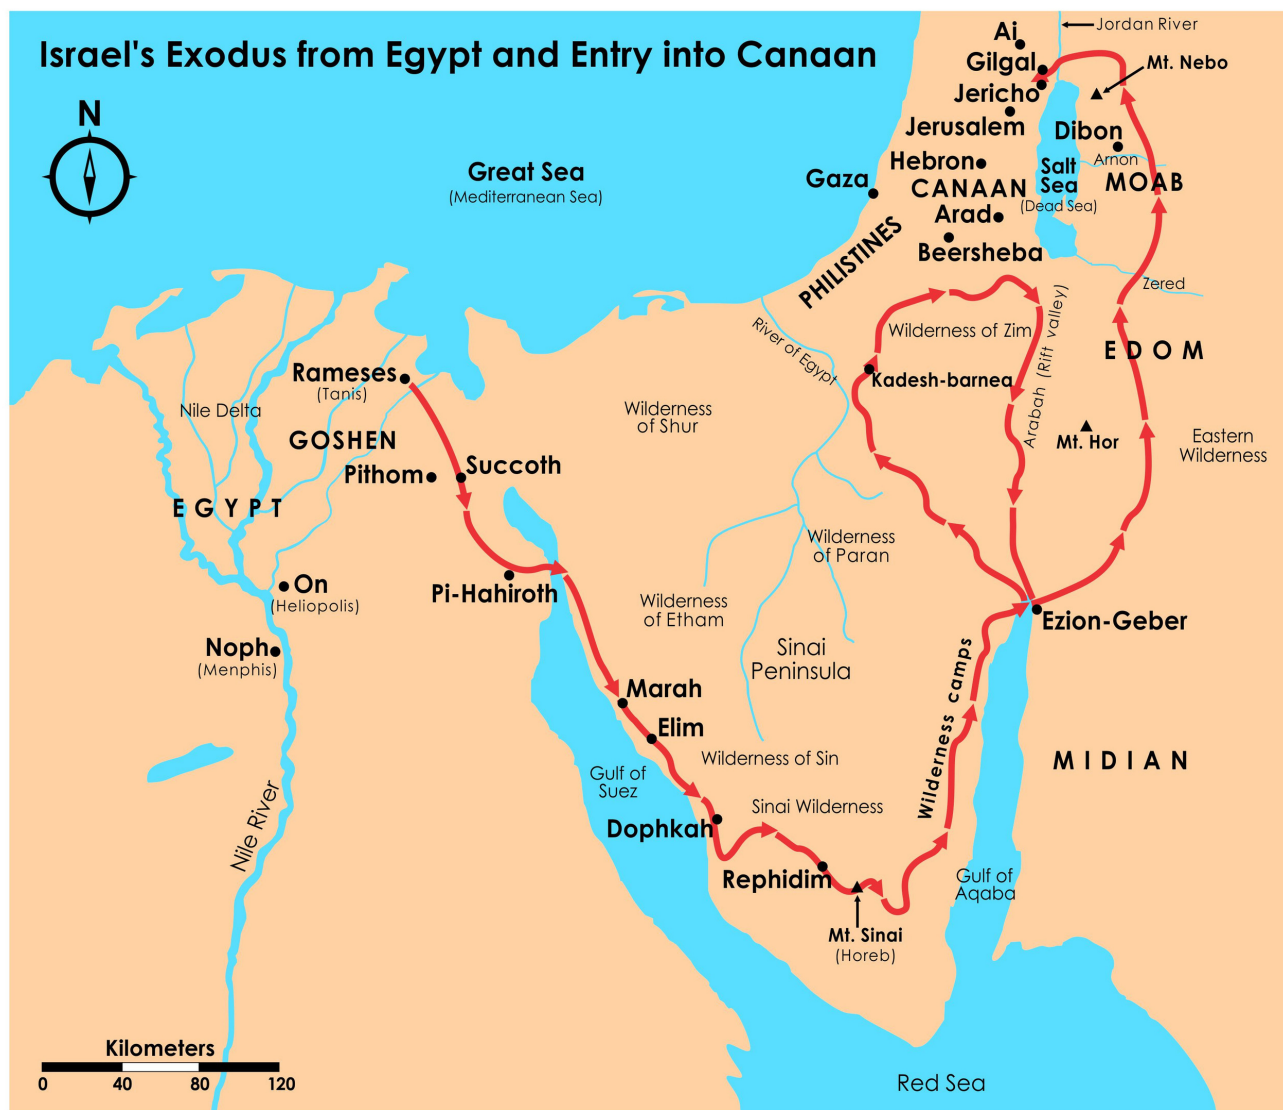 Israel's Exodus from Egypt and Entry into Canaan
N
Great Sea
(Mediterranean Sea)
Jordan River
Ai
Gilgal
Mt. Nebo
Jericho
Jerusalem
Dibon
Arnon
Hebron
Salt
Sea
(Dead Sea)
MOAB
Gaza
CANAAN
Arad
Beersheba
PHILISTINES
Zered
River of Egypt
Wilderness of Zim
Arabah (Rift valley)
EDOM
Kadesh-barnea
Mt. Hor
Eastern
Wilderness
Rameses
(Tanis)
Nile Delta
GOSHEN
Wilderness
of Shur
Pithom
Succoth
EGYPT
Wilderness
of Paran
On
(Heliopolis)
Pi-Hahiroth
Wilderness
of Etham
Ezion-Geber
Noph
(Menphis)
Sinai
Peninsula
Marah
Elim
Wilderness camps
Wilderness of Sin
MIDIAN
Gulf of
Suez
Sinai Wilderness
Dophkah
Nile River
Rephidim
Gulf of
Aqaba
Mt. Sinai
(Horeb)
Kilometers
0 40 80 120
Red Sea